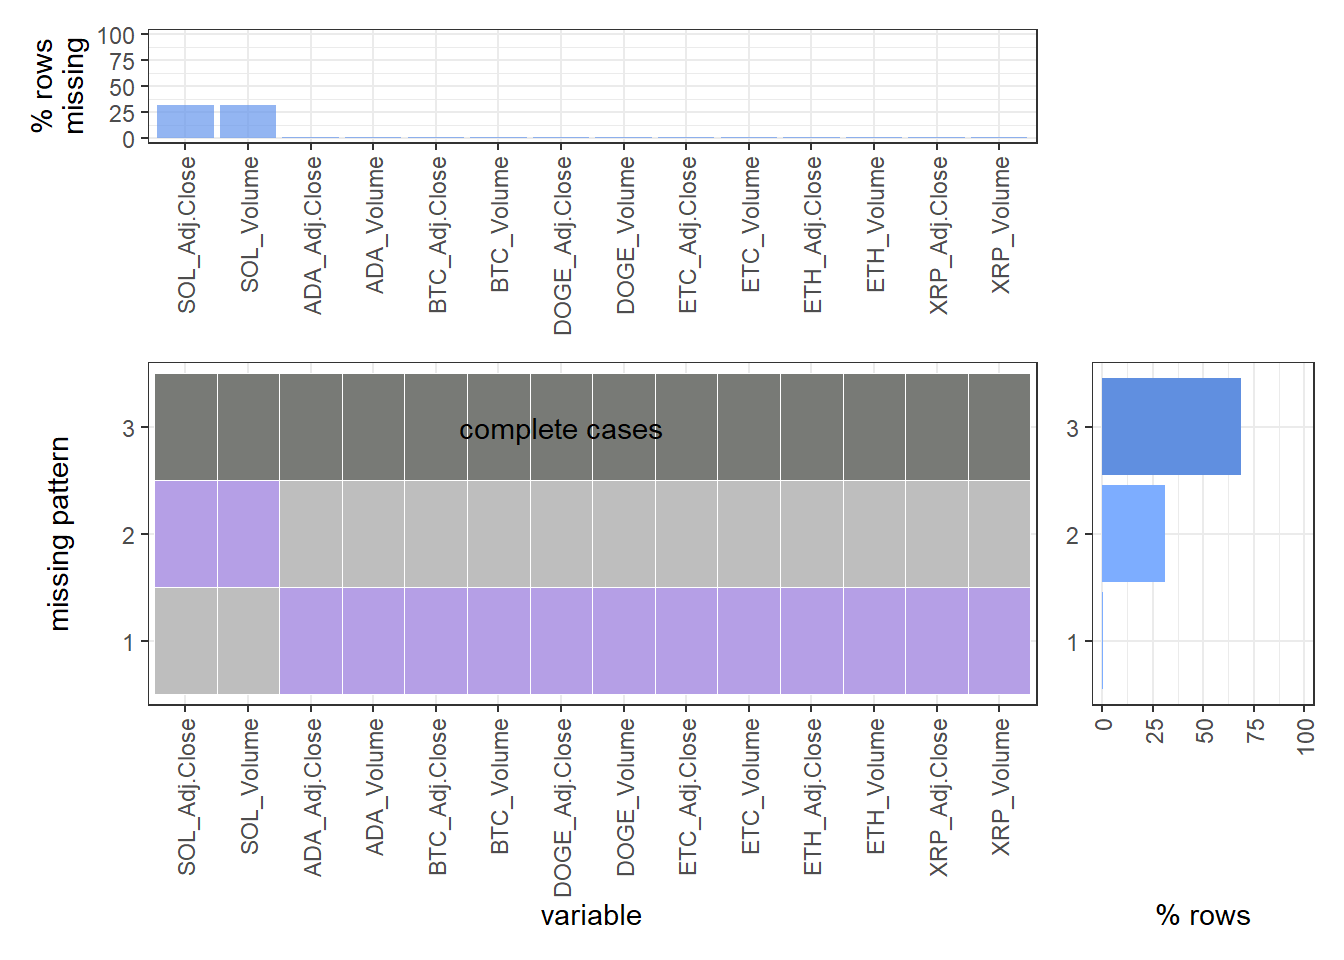 % rows
missing
100
75
50
25
0
SOL_Adj.Close
SOL_Volume
ADA_Adj.Close
ADA_Volume
BTC_Adj.Close
BTC_Volume
DOGE_Adj.Close
DOGE_Volume
ETC_Adj.Close
ETC_Volume
ETH_Adj.Close
ETH_Volume
XRP_Adj.Close
XRP_Volume
missing pattern
3
2
1
complete cases
SOL_Adj.Close
SOL_Volume
ADA_Adj.Close
ADA_Volume
BTC_Adj.Close
BTC_Volume
DOGE_Adj.Close
DOGE_Volume
ETC_Adj.Close
ETC_Volume
ETH_Adj.Close
ETH_Volume
XRP_Adj.Close
XRP_Volume
variable
3
2
1
0
25
50
75
100
% rows